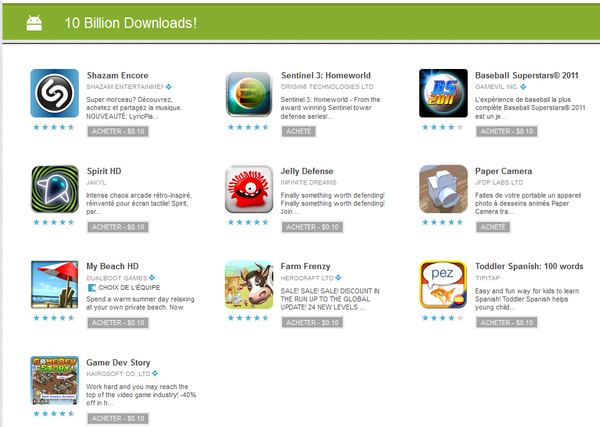 10 Billion Downloads!
Shazam Encore
SHAZAM ENTERTAINMEN
Super morceau? Découvrez,
achetez et partagez la musique.
NOUVEAUTÉ: LyricPla...
ACHETER - $0.10
Sentinel 3: Homeworld
ORIGIN8 TECHNOLOGIES LTD.
Sentinel 3: Homeworld - From the
award winning Sentinel tower
defense series!...
ACHETÉ
Baseball Superstars® 2011
GAMEVIL INC.
L'expérience de baseball la plus
complète Baseball Superstars® 2011
est un je...
ACHETER - $0.10
BS
2011
Spirit HD
JAKYL
Intense chaos arcade rétro-inspiré,
réinventé pour écran tactile! Spirit,
par...
ACHETER - $0.10
Jelly Defense
INFINITE DREAMS
Finally something worth defending!
Finally something worth defending!
Join ...
ACHETER - $0.10
Paper Camera
JFDP LABS LTD
Faites de votre portable un appareil
photo à desseins animés Paper
Camera tra...
ACHETÉ
My Beach HD
DUALBOOT GAMES
CHOIX DE L'ÉQUIPE
Spend a warm summer day relaxing
at your own private beach. Now
ACHETER - $0.10
Farm Frenzy
HEROCRAFT LTD
SALE! SALE! SALE! DISCOUNT IN
THE RUN UP TO THE GLOBAL
UPDATE! 24 NEW LEVELS ...
ACHETER - $0.10
pez
Toddler Spanish: 100 words
TIPITAP
Easy and fun way for kids to learn
Spanish! Toddler Spanish helps
young child...
ACHETER - $0.10
GAME DEV
STORY
Game Dev Story
KAIROSOFT CO.,LTD
Work hard and you may reach the
top of the video game industry! -40%
off in h...
ACHETER - $0.10